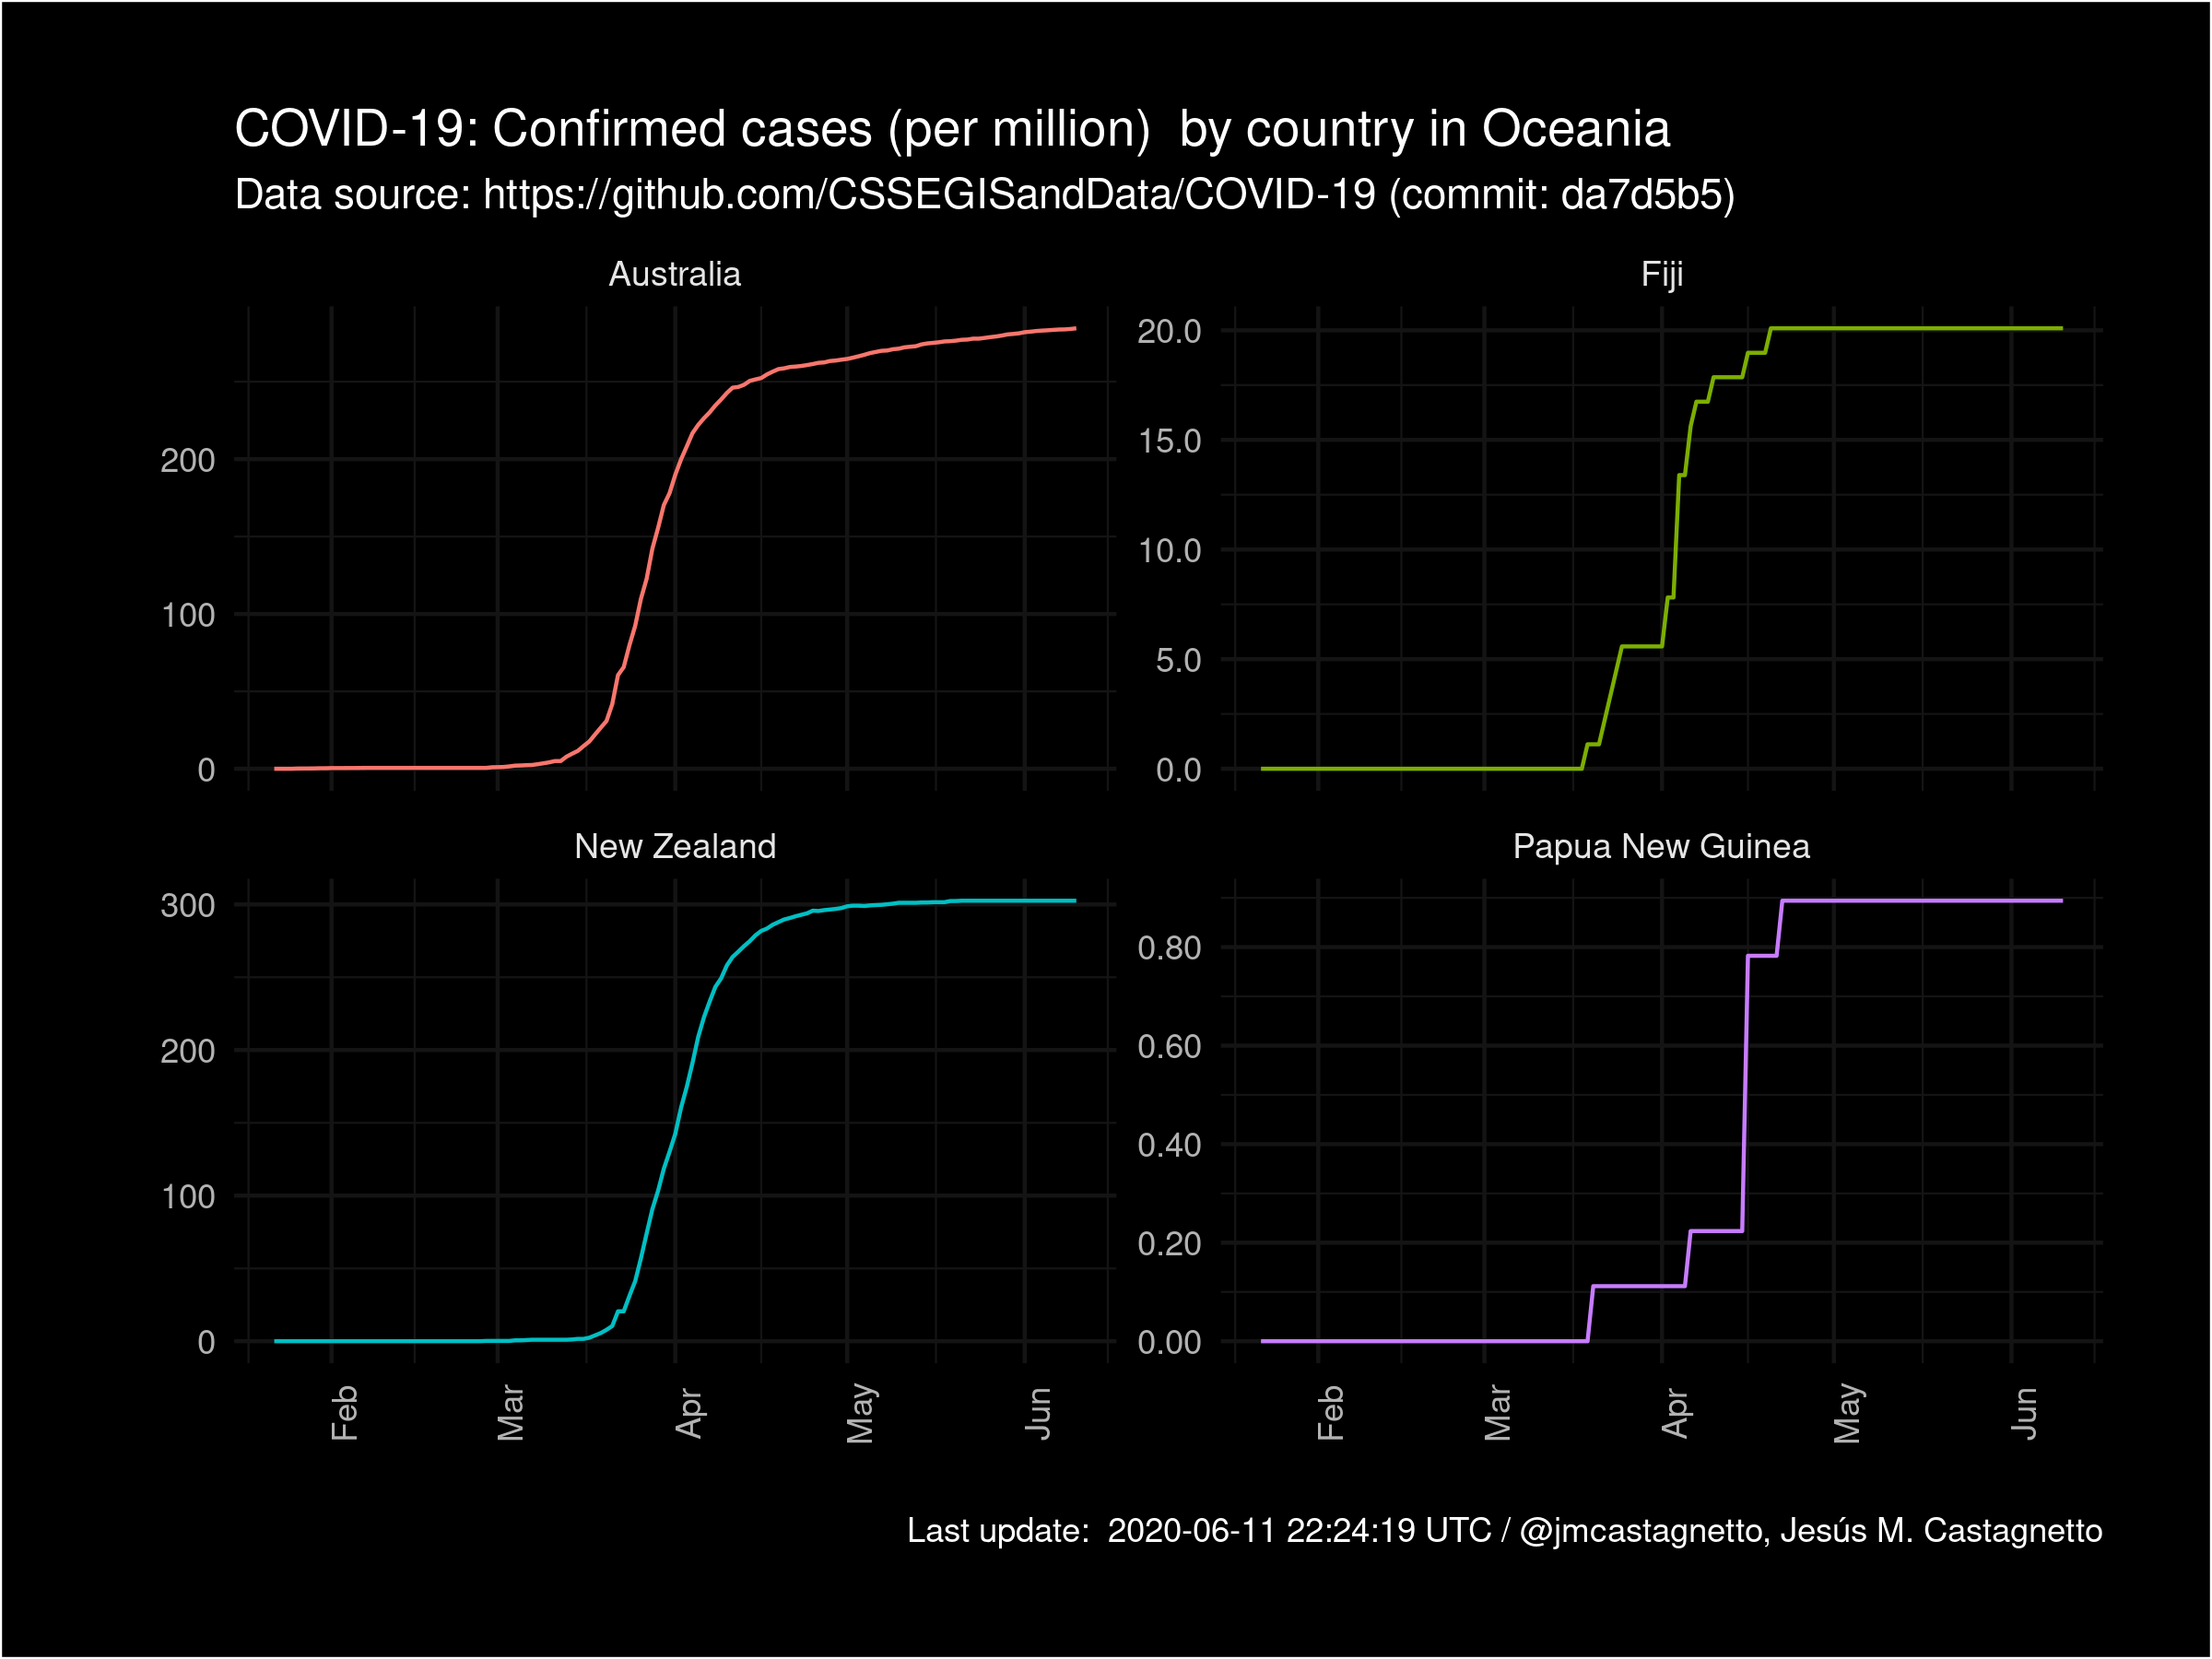 COVID-19: Confirmed cases (per million)  by country in Oceania
Data source: https://github.com/CSSEGISandData/COVID-19 (commit: da7d5b5)
Australia
200
100
0
Fiji
20.0
15.0
10.0
5.0
0.0
New Zealand
300
200
100
0
Feb
Mar
Apr
May
Jun
Papua New Guinea
0.80
0.60
0.40
0.20
0.00
Feb
Mar
Apr
May
Jun
Last update:  2020-06-11 22:24:19 UTC / @jmcastagnetto, Jesús M. Castagnetto